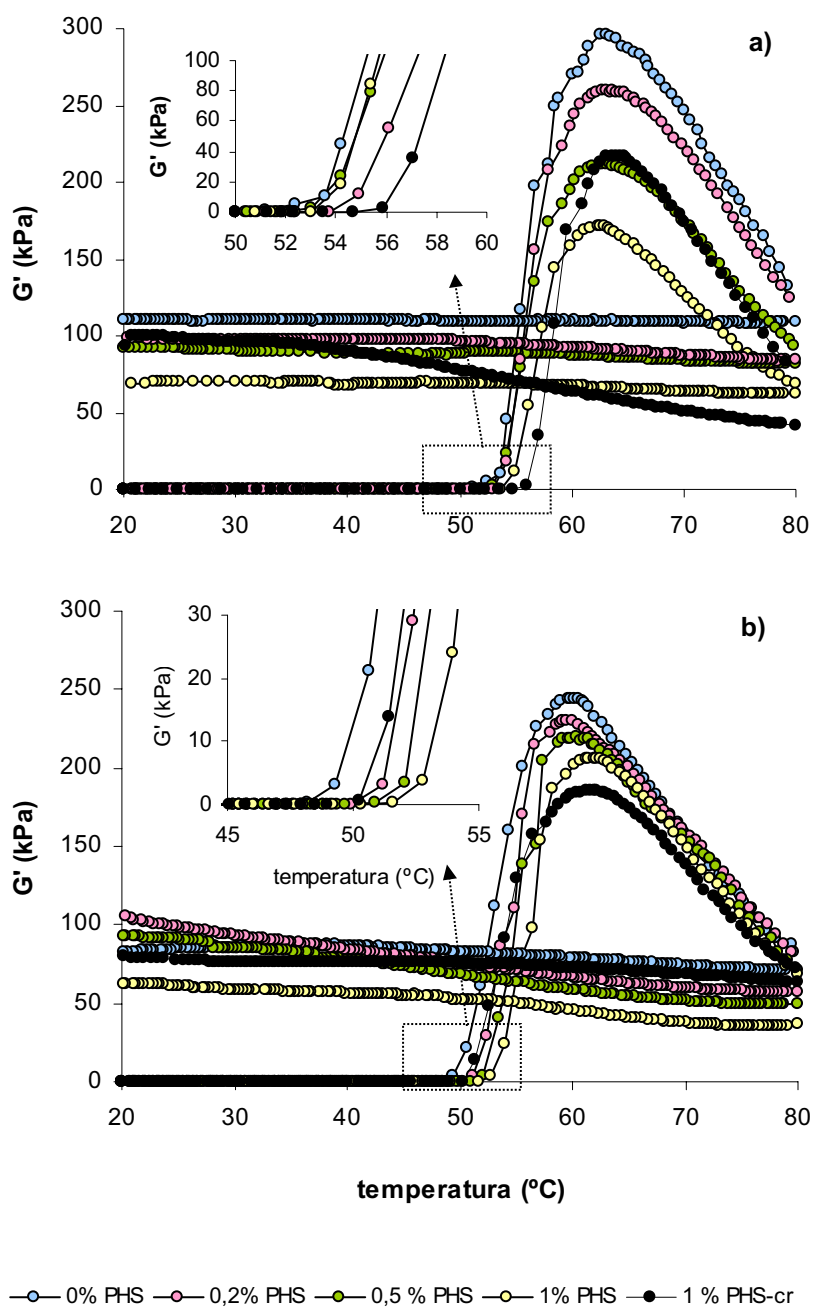 a)
G' (kPa)
300
250
200
150
100
50
0
20 30 40 50 60 70 80
G' (kPa)
100
80
60
40
20
0
50 52 54 56 58 60
b)
G' (kPa)
300
250
200
150
100
50
0
20 30 40 50 60 70 80
temperatura (ºC)
G' (kPa)
30
20
10
0
45 50 55
temperatura (ºC)
0% PHS 0,2% PHS 0,5 % PHS 1% PHS 1 % PHS-cr